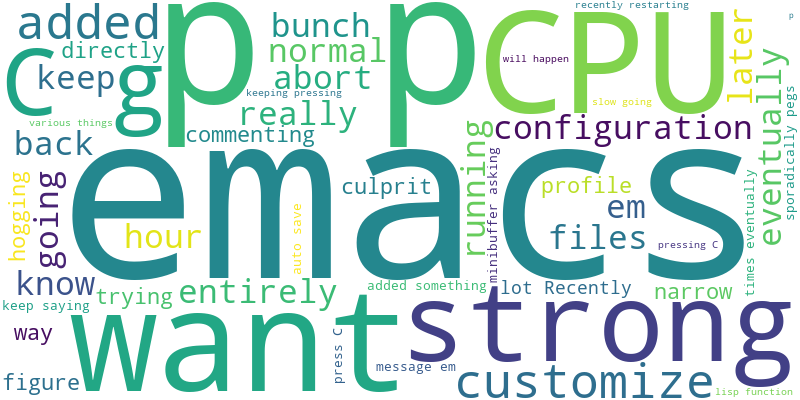 recently restarting
added
p
p
CPU
later
p
bunch
C
directly
normal
will happen
keep
g
abort
eventually
keeping pressing
really
slow going
sporadically pegs
various things
commenting
configuration
back
emacs
running
minibuffer asking
hogging
going
culprit
profile
times eventually
em
auto save
hour
files
pressing C
know
trying
entirely
added something
lot Recently
narrow
keep saying
want
strong
way
press C
message em
figure
customize
lisp function